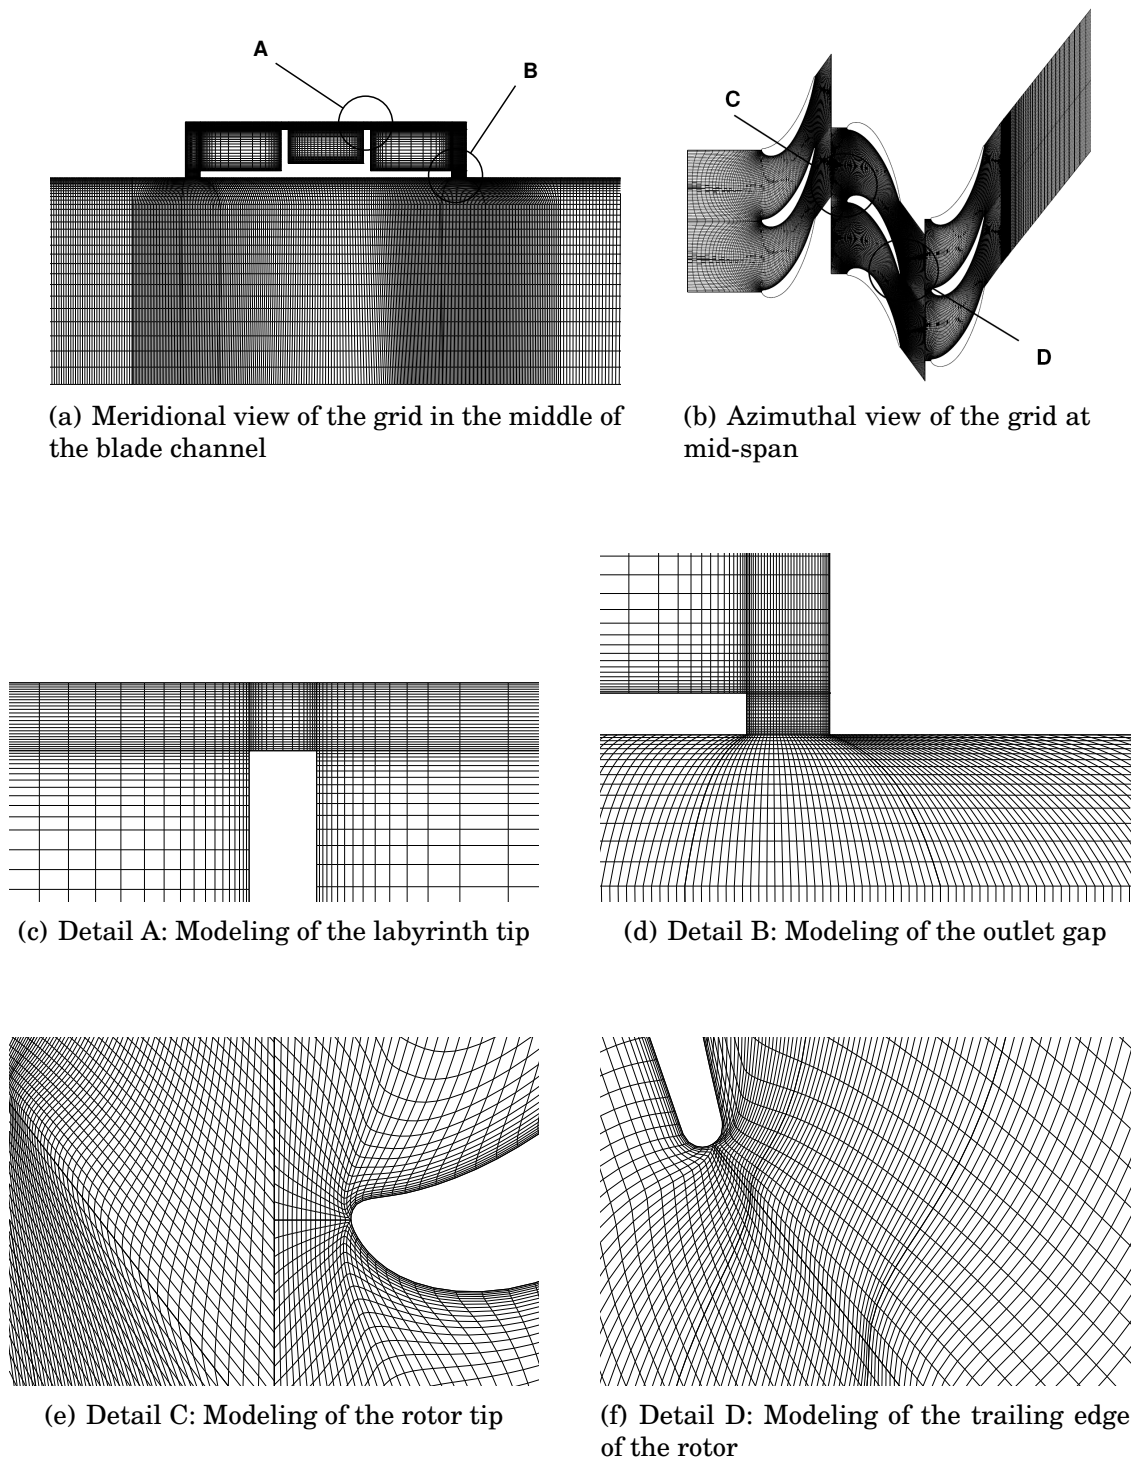 A
B
C
D
(a) Meridional view of the grid in the middle of
the blade channel
(b) Azimuthal view of the grid at
mid-span
(c) Detail A: Modeling of the labyrinth tip
(d) Detail B: Modeling of the outlet gap
(e) Detail C: Modeling of the rotor tip
(f) Detail D: Modeling of the trailing edge
of the rotor